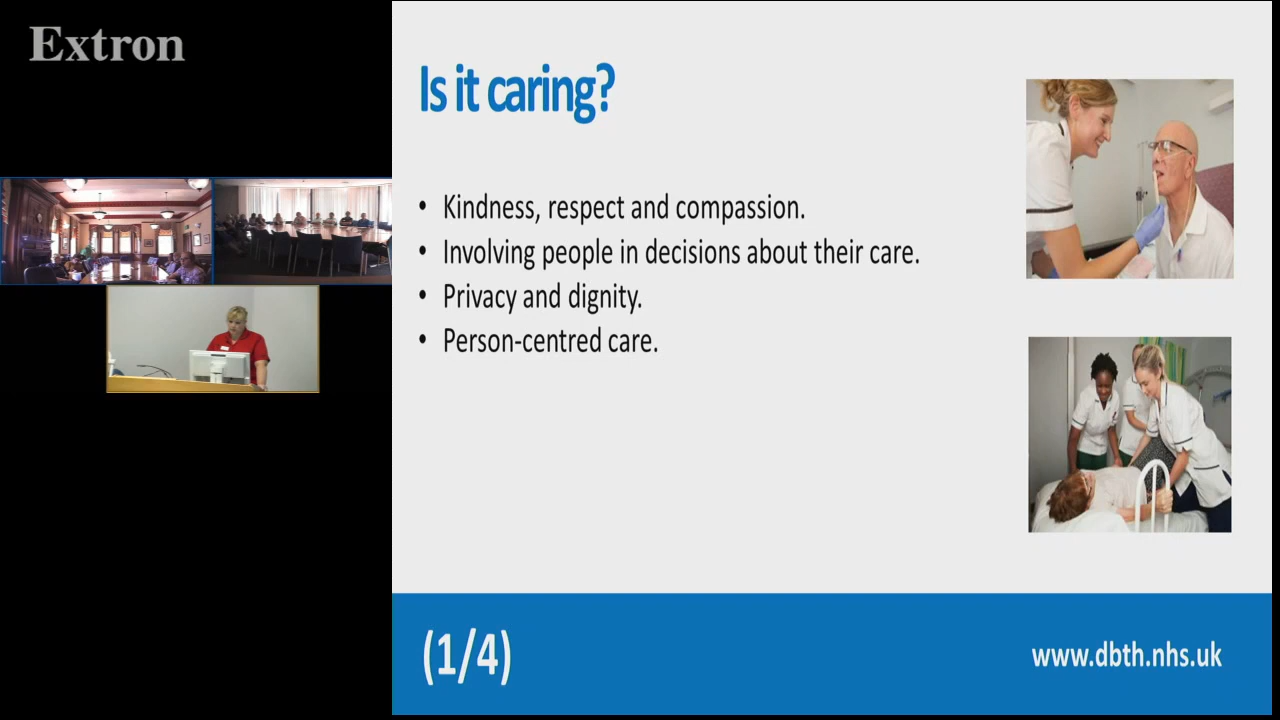 Extron
Is it caring?
• Kindness, respect and compassion.
• Involving people in decisions about their care.
• Privacy and dignity.
• Person-centred care.
(1/4)
www.dbth.nhs.uk